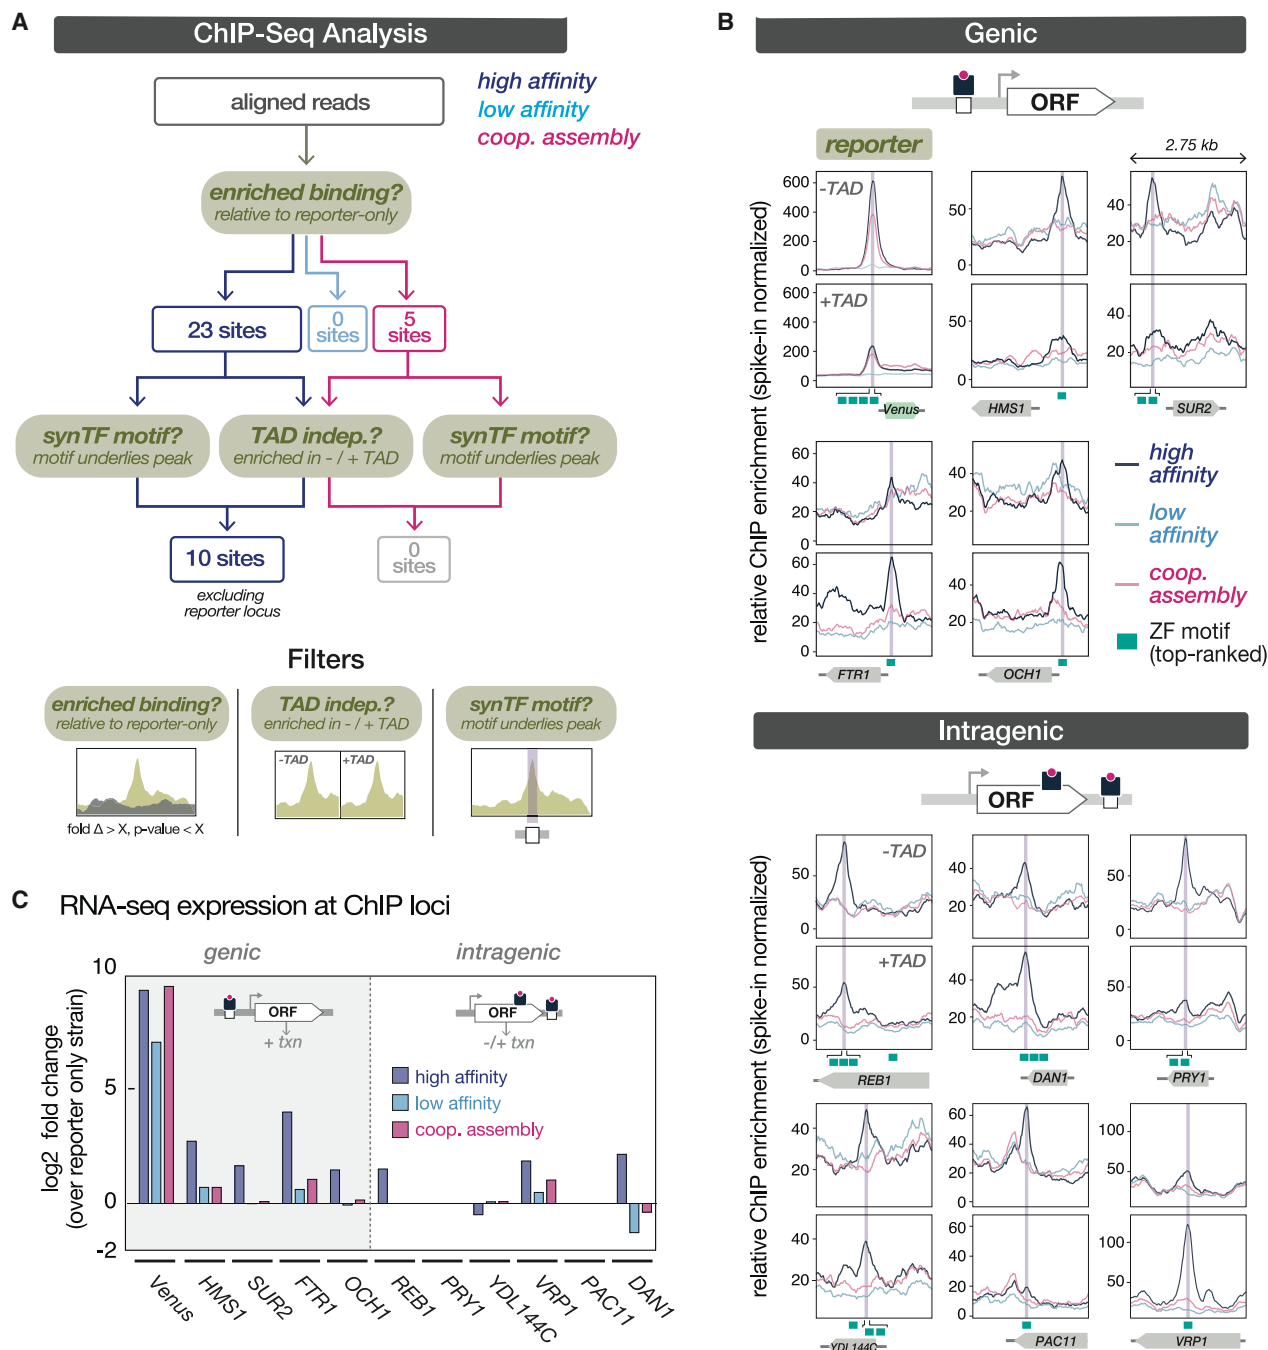 A
ChIP-Seq Analysis
aligned reads
high affinity
low affinity
coop. assembly
enriched binding?
relative to reporter-only
23 sites
0
sites
5
sites
synTF motif?
motif underlies peak
TAD indep.?
enriched in - / + TAD
synTF motif?
motif underlies peak
10 sites
0
sites
excluding
reporter locus
Filters
enriched binding?
relative to reporter-only
TAD indep.?
enriched in - / + TAD
synTF motif?
motif underlies peak
-TAD
+TAD
fold Δ > X, p-value < X
B
Genic
ORF
reporter
2.75 kb
relative ChIP enrichment (spike-in normalized)
-TAD
600
400
200
0
50
0
40
20
+TAD
600
400
200
0
50
0
40
20
Venus
HMS1
SUR2
60
40
20
0
40
20
0
60
40
20
0
40
20
FTR1
OCH1
high
affinity
low
affinity
coop.
assembly
ZF motif
(top-ranked)
Intragenic
ORF
relative ChIP enrichment (spike-in normalized)
-TAD
50
0
40
20
50
0
+TAD
50
0
40
20
50
0
REB1
DAN1
PRY1
40
20
0
60
40
20
0
100
50
40
20
60
40
20
0
100
50
0
YDL144C
PAC11
VRP1
C
RNA-seq expression at ChIP loci
genic
intragenic
log2 fold change
(over reporter only strain)
10
5
0
-2
ORF
+ txn
ORF
-/+ txn
high affinity
low affinity
coop. assembly
Venus
HMS1
SUR2
FTR1
OCH1
REB1
PRY1
YDL144C
VRP1
PAC11
DAN1